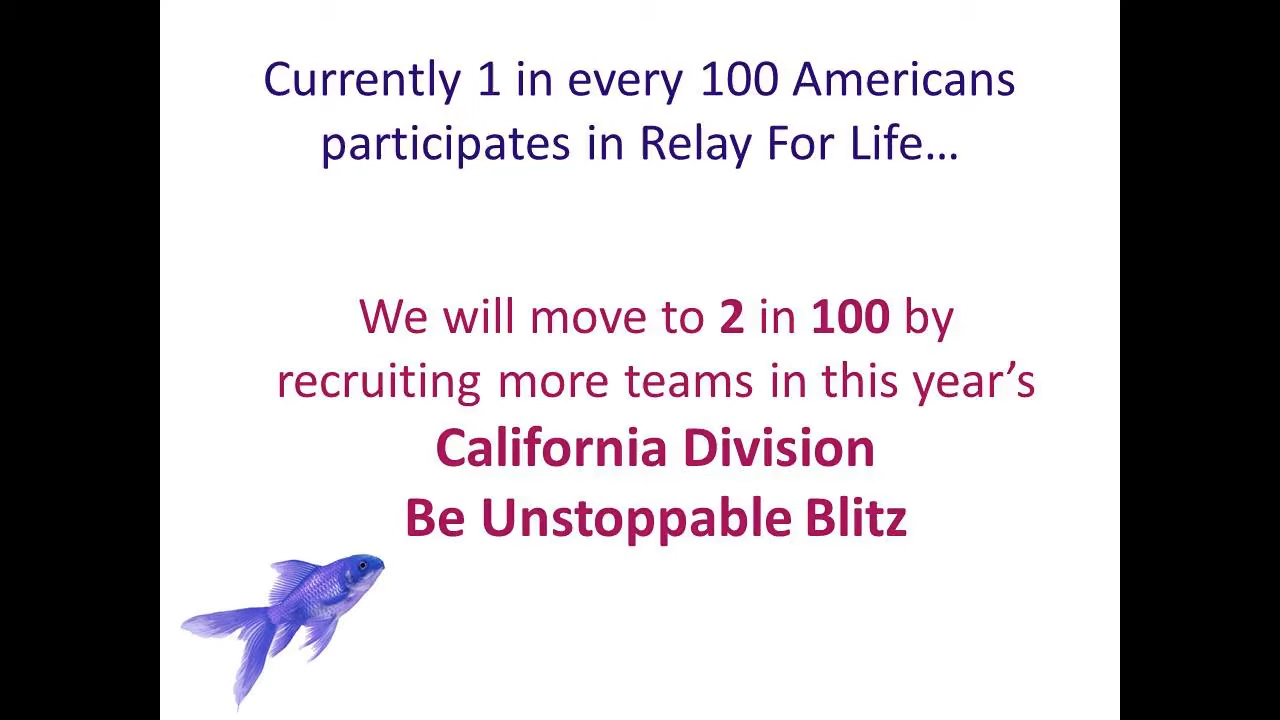 Currently 1 in every 100 Americans
participates in Relay For Life…
We will move to 2 in 100 by
recruiting more teams in this year’s
California Division
Be Unstoppable Blitz